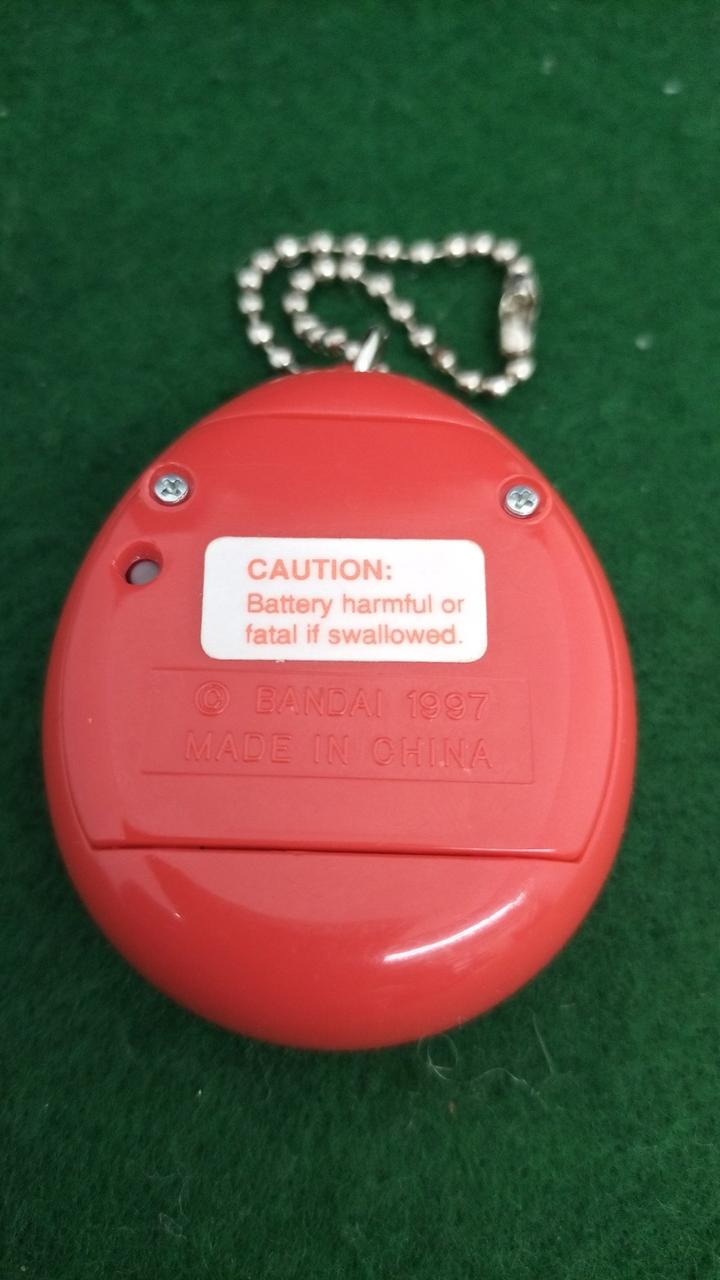 CAUTION:
Battery harmful or
fatal if swallowed.
© BANDAI 1997
MADE IN CHINA